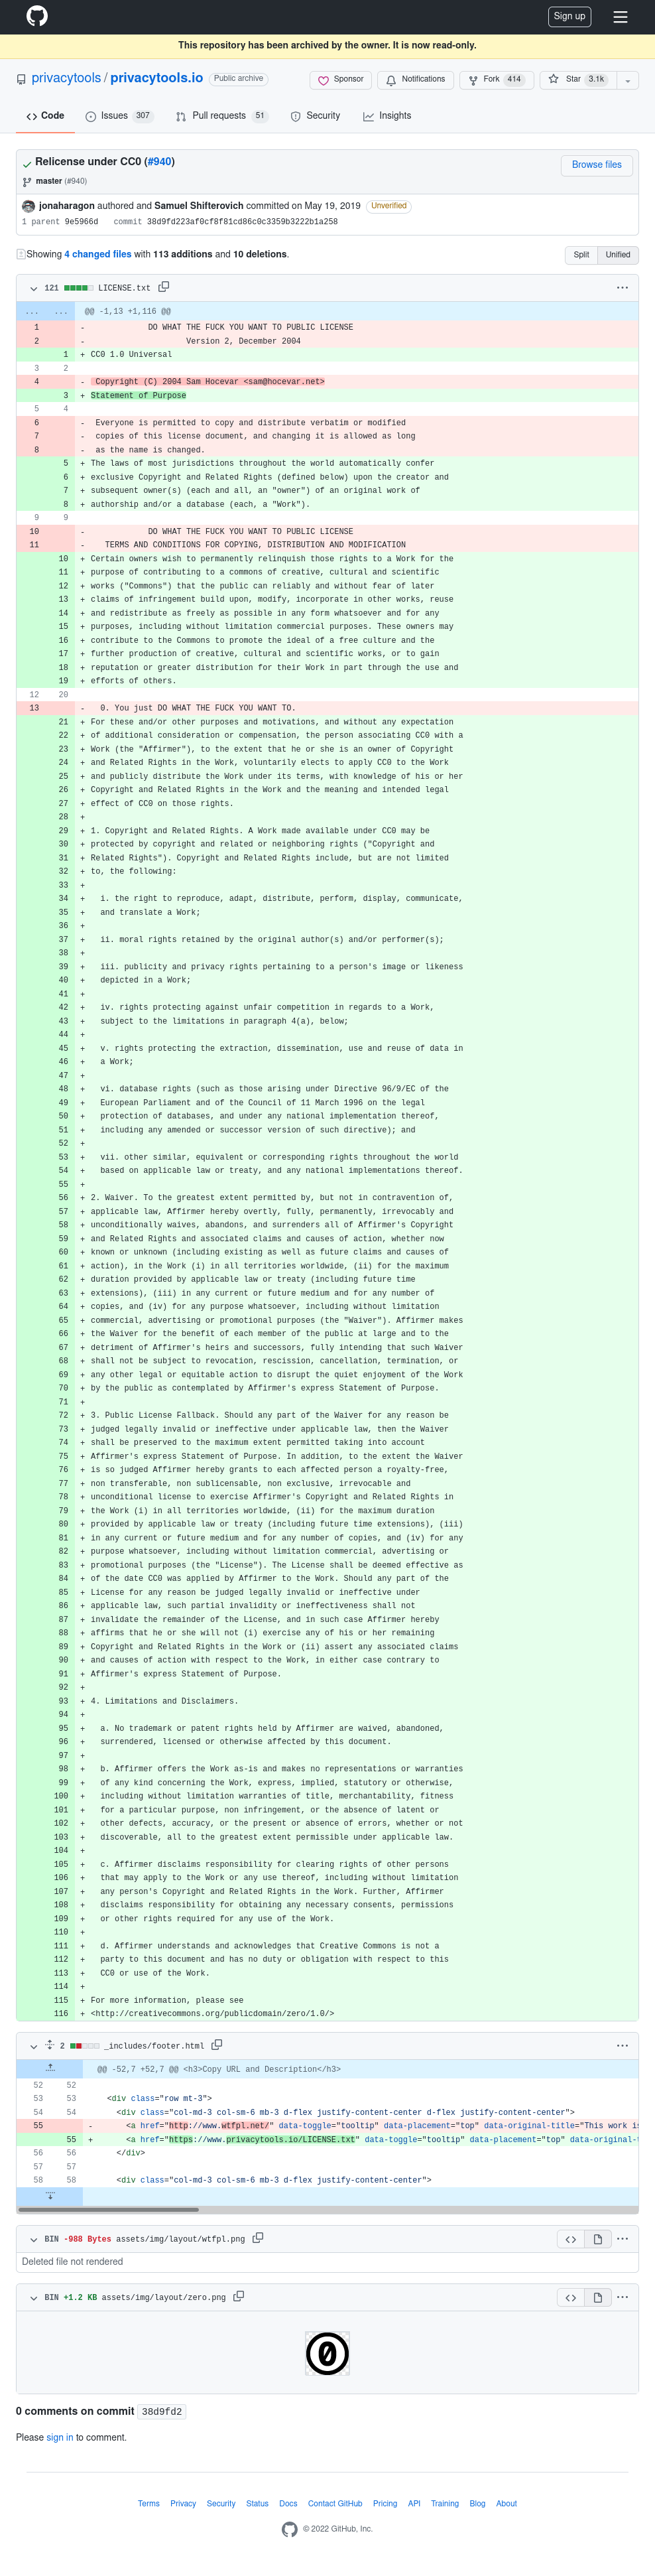 Sign up
This repository has been archived by the owner. It is now read-only.
privacytools / privacytools.io Public archive
Sponsor Notifications Fork 414 Star 3.1k
Code Issues 307 Pull requests 51 Security Insights
Relicense under CC0 (#940)
Browse files
master (#940)
jonaharagon authored and Samuel Shifterovich committed on May 19, 2019 Unverified
1 parent 9e5966d commit 38d9fd223af0cf8f81cd86c0c3359b3222b1a258
Showing 4 changed files with 113 additions and 10 deletions.
Split Unified
121 LICENSE.txt
... ... @@ -1,13 +1,116 @@
1 - DO WHAT THE FUCK YOU WANT TO PUBLIC LICENSE
2 - Version 2, December 2004
1 + CC0 1.0 Universal
3 2
4 - Copyright (C) 2004 Sam Hocevar <sam@hocevar.net>
3 + Statement of Purpose
5 4
6 - Everyone is permitted to copy and distribute verbatim or modified
7 - copies of this license document, and changing it is allowed as long
8 - as the name is changed.
5 + The laws of most jurisdictions throughout the world automatically confer
6 + exclusive Copyright and Related Rights (defined below) upon the creator and
7 + subsequent owner(s) (each and all, an "owner") of an original work of
8 + authorship and/or a database (each, a "Work").
9 9
10 - DO WHAT THE FUCK YOU WANT TO PUBLIC LICENSE
11 - TERMS AND CONDITIONS FOR COPYING, DISTRIBUTION AND MODIFICATION
10 + Certain owners wish to permanently relinquish those rights to a Work for the
11 + purpose of contributing to a commons of creative, cultural and scientific
12 + works ("Commons") that the public can reliably and without fear of later
13 + claims of infringement build upon, modify, incorporate in other works, reuse
14 + and redistribute as freely as possible in any form whatsoever and for any
15 + purposes, including without limitation commercial purposes. These owners may
16 + contribute to the Commons to promote the ideal of a free culture and the
17 + further production of creative, cultural and scientific works, or to gain
18 + reputation or greater distribution for their Work in part through the use and
19 + efforts of others.
12 20
13 - 0. You just DO WHAT THE FUCK YOU WANT TO.
21 + For these and/or other purposes and motivations, and without any expectation
22 + of additional consideration or compensation, the person associating CC0 with a
23 + Work (the "Affirmer"), to the extent that he or she is an owner of Copyright
24 + and Related Rights in the Work, voluntarily elects to apply CC0 to the Work
25 + and publicly distribute the Work under its terms, with knowledge of his or her
26 + Copyright and Related Rights in the Work and the meaning and intended legal
27 + effect of CC0 on those rights.
28 +
29 + 1. Copyright and Related Rights. A Work made available under CC0 may be
30 + protected by copyright and related or neighboring rights ("Copyright and
31 + Related Rights"). Copyright and Related Rights include, but are not limited
32 + to, the following:
33 +
34 + i. the right to reproduce, adapt, distribute, perform, display, communicate,
35 + and translate a Work;
36 +
37 + ii. moral rights retained by the original author(s) and/or performer(s);
38 +
39 + iii. publicity and privacy rights pertaining to a person's image or likeness
40 + depicted in a Work;
41 +
42 + iv. rights protecting against unfair competition in regards to a Work,
43 + subject to the limitations in paragraph 4(a), below;
44 +
45 + v. rights protecting the extraction, dissemination, use and reuse of data in
46 + a Work;
47 +
48 + vi. database rights (such as those arising under Directive 96/9/EC of the
49 + European Parliament and of the Council of 11 March 1996 on the legal
50 + protection of databases, and under any national implementation thereof,
51 + including any amended or successor version of such directive); and
52 +
53 + vii. other similar, equivalent or corresponding rights throughout the world
54 + based on applicable law or treaty, and any national implementations thereof.
55 +
56 + 2. Waiver. To the greatest extent permitted by, but not in contravention of,
57 + applicable law, Affirmer hereby overtly, fully, permanently, irrevocably and
58 + unconditionally waives, abandons, and surrenders all of Affirmer's Copyright
59 + and Related Rights and associated claims and causes of action, whether now
60 + known or unknown (including existing as well as future claims and causes of
61 + action), in the Work (i) in all territories worldwide, (ii) for the maximum
62 + duration provided by applicable law or treaty (including future time
63 + extensions), (iii) in any current or future medium and for any number of
64 + copies, and (iv) for any purpose whatsoever, including without limitation
65 + commercial, advertising or promotional purposes (the "Waiver"). Affirmer makes
66 + the Waiver for the benefit of each member of the public at large and to the
67 + detriment of Affirmer's heirs and successors, fully intending that such Waiver
68 + shall not be subject to revocation, rescission, cancellation, termination, or
69 + any other legal or equitable action to disrupt the quiet enjoyment of the Work
70 + by the public as contemplated by Affirmer's express Statement of Purpose.
71 +
72 + 3. Public License Fallback. Should any part of the Waiver for any reason be
73 + judged legally invalid or ineffective under applicable law, then the Waiver
74 + shall be preserved to the maximum extent permitted taking into account
75 + Affirmer's express Statement of Purpose. In addition, to the extent the Waiver
76 + is so judged Affirmer hereby grants to each affected person a royalty-free,
77 + non transferable, non sublicensable, non exclusive, irrevocable and
78 + unconditional license to exercise Affirmer's Copyright and Related Rights in
79 + the Work (i) in all territories worldwide, (ii) for the maximum duration
80 + provided by applicable law or treaty (including future time extensions), (iii)
81 + in any current or future medium and for any number of copies, and (iv) for any
82 + purpose whatsoever, including without limitation commercial, advertising or
83 + promotional purposes (the "License"). The License shall be deemed effective as
84 + of the date CC0 was applied by Affirmer to the Work. Should any part of the
85 + License for any reason be judged legally invalid or ineffective under
86 + applicable law, such partial invalidity or ineffectiveness shall not
87 + invalidate the remainder of the License, and in such case Affirmer hereby
88 + affirms that he or she will not (i) exercise any of his or her remaining
89 + Copyright and Related Rights in the Work or (ii) assert any associated claims
90 + and causes of action with respect to the Work, in either case contrary to
91 + Affirmer's express Statement of Purpose.
92 +
93 + 4. Limitations and Disclaimers.
94 +
95 + a. No trademark or patent rights held by Affirmer are waived, abandoned,
96 + surrendered, licensed or otherwise affected by this document.
97 +
98 + b. Affirmer offers the Work as-is and makes no representations or warranties
99 + of any kind concerning the Work, express, implied, statutory or otherwise,
100 + including without limitation warranties of title, merchantability, fitness
101 + for a particular purpose, non infringement, or the absence of latent or
102 + other defects, accuracy, or the present or absence of errors, whether or not
103 + discoverable, all to the greatest extent permissible under applicable law.
104 +
105 + c. Affirmer disclaims responsibility for clearing rights of other persons
106 + that may apply to the Work or any use thereof, including without limitation
107 + any person's Copyright and Related Rights in the Work. Further, Affirmer
108 + disclaims responsibility for obtaining any necessary consents, permissions
109 + or other rights required for any use of the Work.
110 +
111 + d. Affirmer understands and acknowledges that Creative Commons is not a
112 + party to this document and has no duty or obligation with respect to this
113 + CC0 or use of the Work.
114 +
115 + For more information, please see
116 + <http://creativecommons.org/publicdomain/zero/1.0/>
2 _includes/footer.html
@@ -52,7 +52,7 @@ <h3>Copy URL and Description</h3>
52 52
53 53 <div class="row mt-3">
54 54 <div class="col-md-3 col-sm-6 mb-3 d-flex justify-content-center d-flex justify-content-center">
55 - <a href="http://www.wtfpl.net/" data-toggle="tooltip" data-placement="top" data-original-title="This work is
55 + <a href="https://www.privacytools.io/LICENSE.txt" data-toggle="tooltip" data-placement="top" data-original-t
56 56 </div>
57 57
58 58 <div class="col-md-3 col-sm-6 mb-3 d-flex justify-content-center">
BIN -988 Bytes assets/img/layout/wtfpl.png
Deleted file not rendered
BIN +1.2 KB assets/img/layout/zero.png
0
0 comments on commit 38d9fd2
Please sign in to comment.
Terms Privacy Security Status Docs Contact GitHub Pricing API Training Blog About
© 2022 GitHub, Inc.